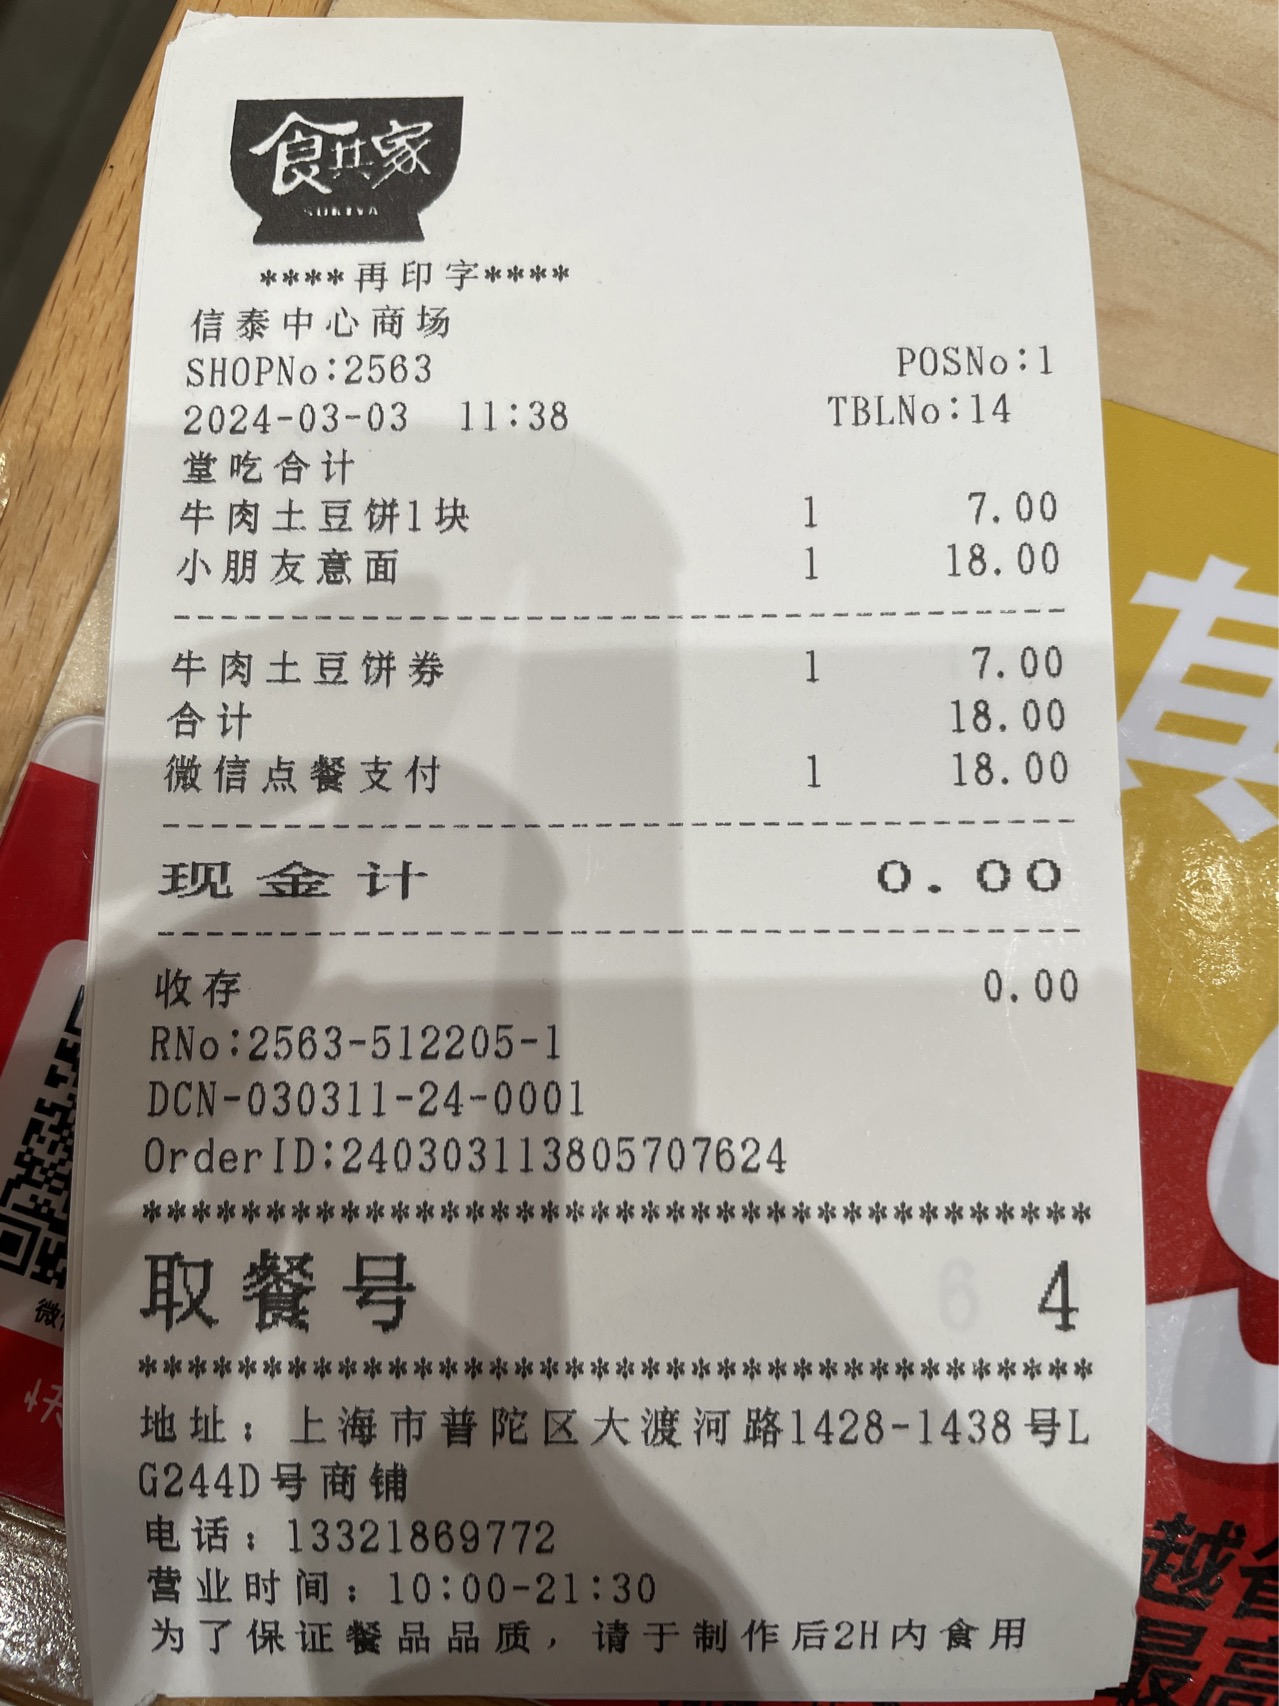 食其家
SUKIYA
****再印字****
信泰中心商场
SHOPNo:2563 POSNo:1
2024-03-03 11:38 TBLNo:14
堂吃合计
牛肉土豆饼1块 1 7.00
小朋友意面 1 18.00
牛肉土豆饼券 1 7.00
合计 18.00
微信点餐支付 1 18.00
现金计 0.00
收存 0.00
RNo:2563-512205-1
DCN-030311-24-0001
OrderID:240303113805707624
***************************************
取餐号 4
***************************************
地址：上海市普陀区大渡河路1428-1438号L
G244D号商铺
电话：13321869772
营业时间：10:00-21:30
为了保证餐品品质，请于制作后2H内食用
越
最高